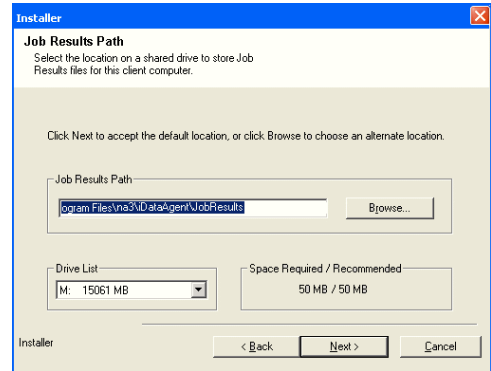 Installer
Job Results Path
Select the location on a shared drive to store Job
Results files for this client computer.
Click Next to accept the default location, or click Browse to choose an alternate location.
Job Results Path
ogram Files\na3\iDataAgent\JobResults
Browse...
Drive List
M: 15061 MB
Space Required / Recommended
50 MB / 50 MB
Installer
< Back
Next >
Cancel